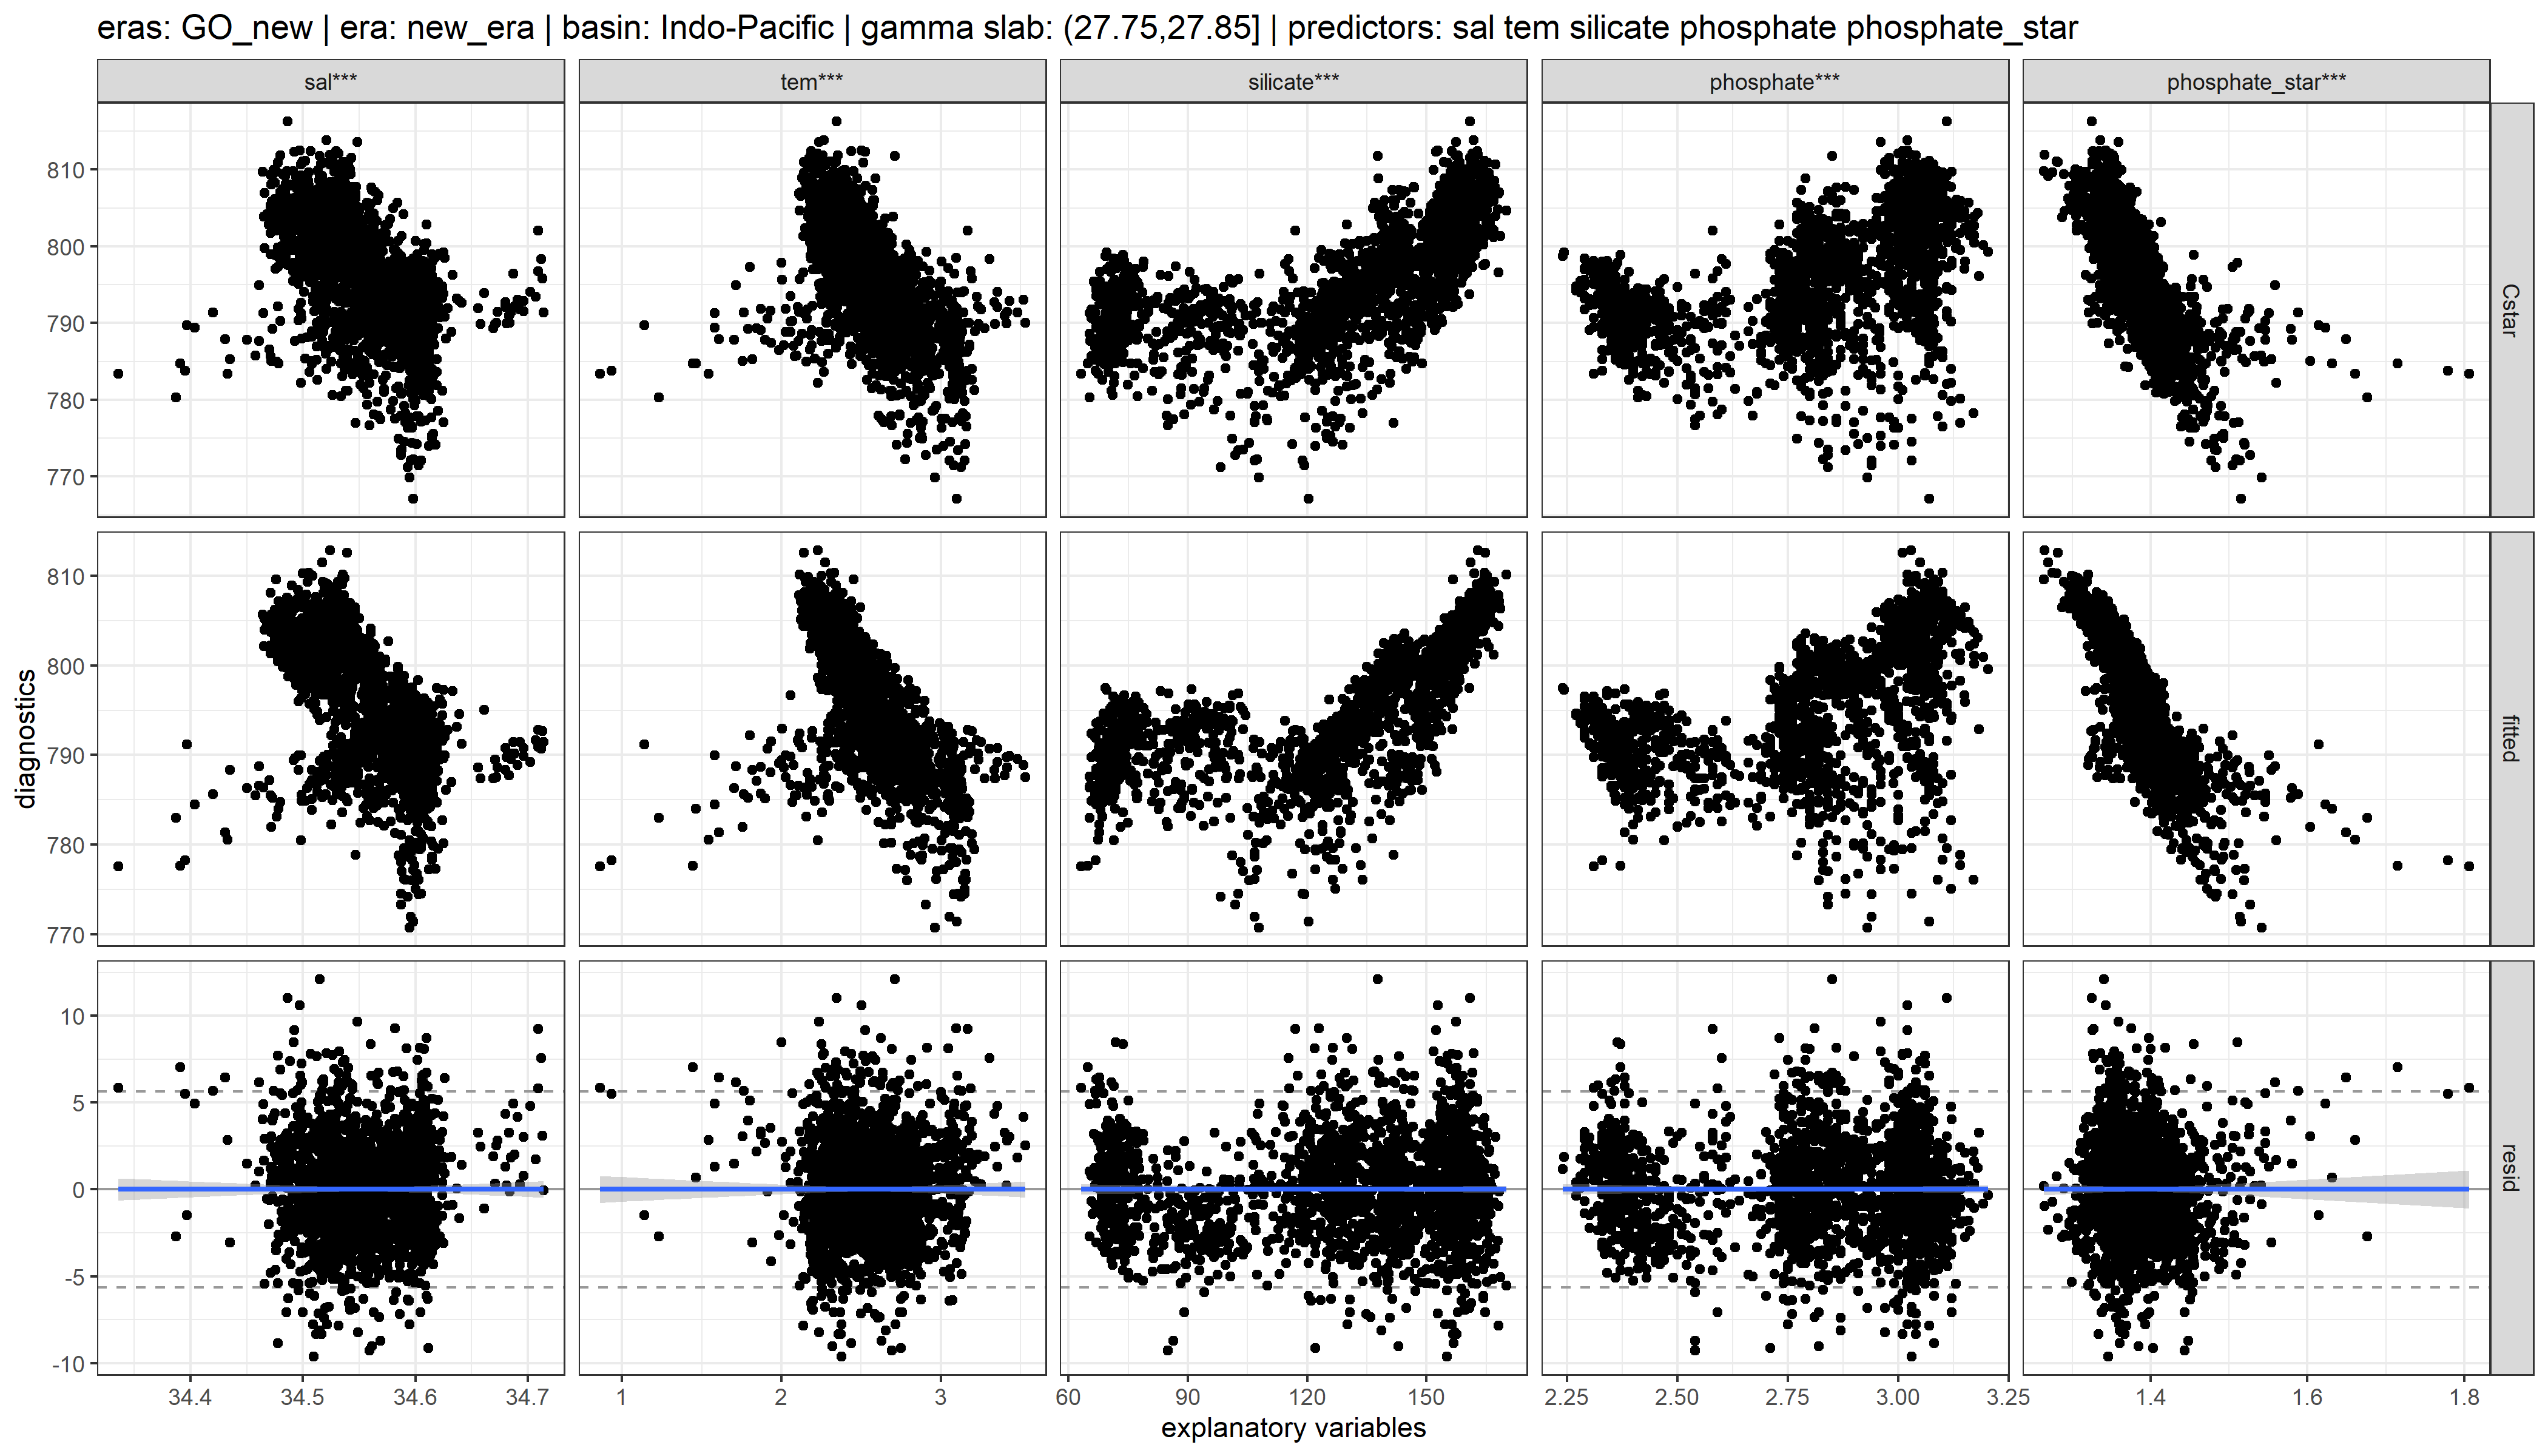 eras: GO_new | era: new_era | basin: Indo-Pacific | gamma slab: (27.75,27.85] | predictors: sal tem silicate phosphate phosphate_star
sal*** tem*** silicate*** phosphate*** phosphate_star***
810
800
790
780
770
Cstar
810
800
790
780
770
fitted
diagnostics
10
5
0
-5
-10
resid
34.4 34.5 34.6 34.7 1 2 3 60 90 120 150 2.25 2.50 2.75 3.00 3.25 1.4 1.6 1.8
explanatory variables